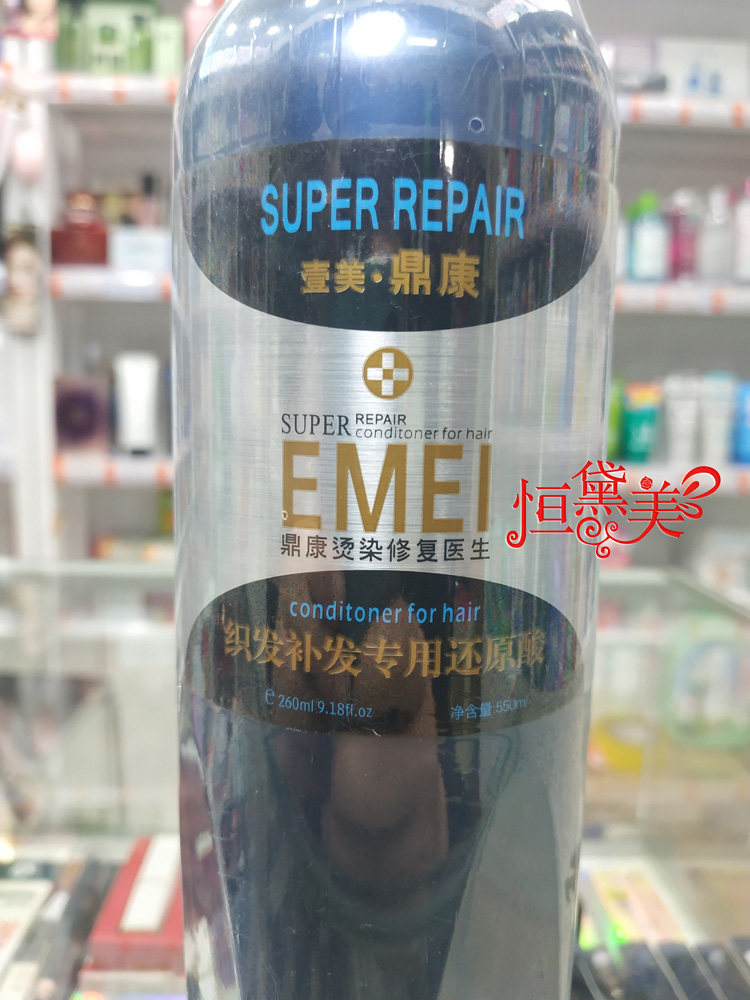 SUPER REPAIR
壹美·鼎康
SUPER REPAIR
conditoner for hair
EMEI
鼎康烫染修复医生
恒黛美
conditoner for hair
织发补发专用还原酸
e 260ml 9.18fl.oz 净含量:550ml